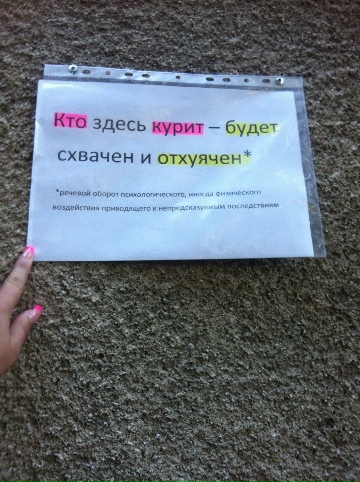 Кто здесь курит – будет
схвачен и отхуячен*
*речевой оборот психологического, иногда физического
воздействия приводящего к непредсказуемым последствиям